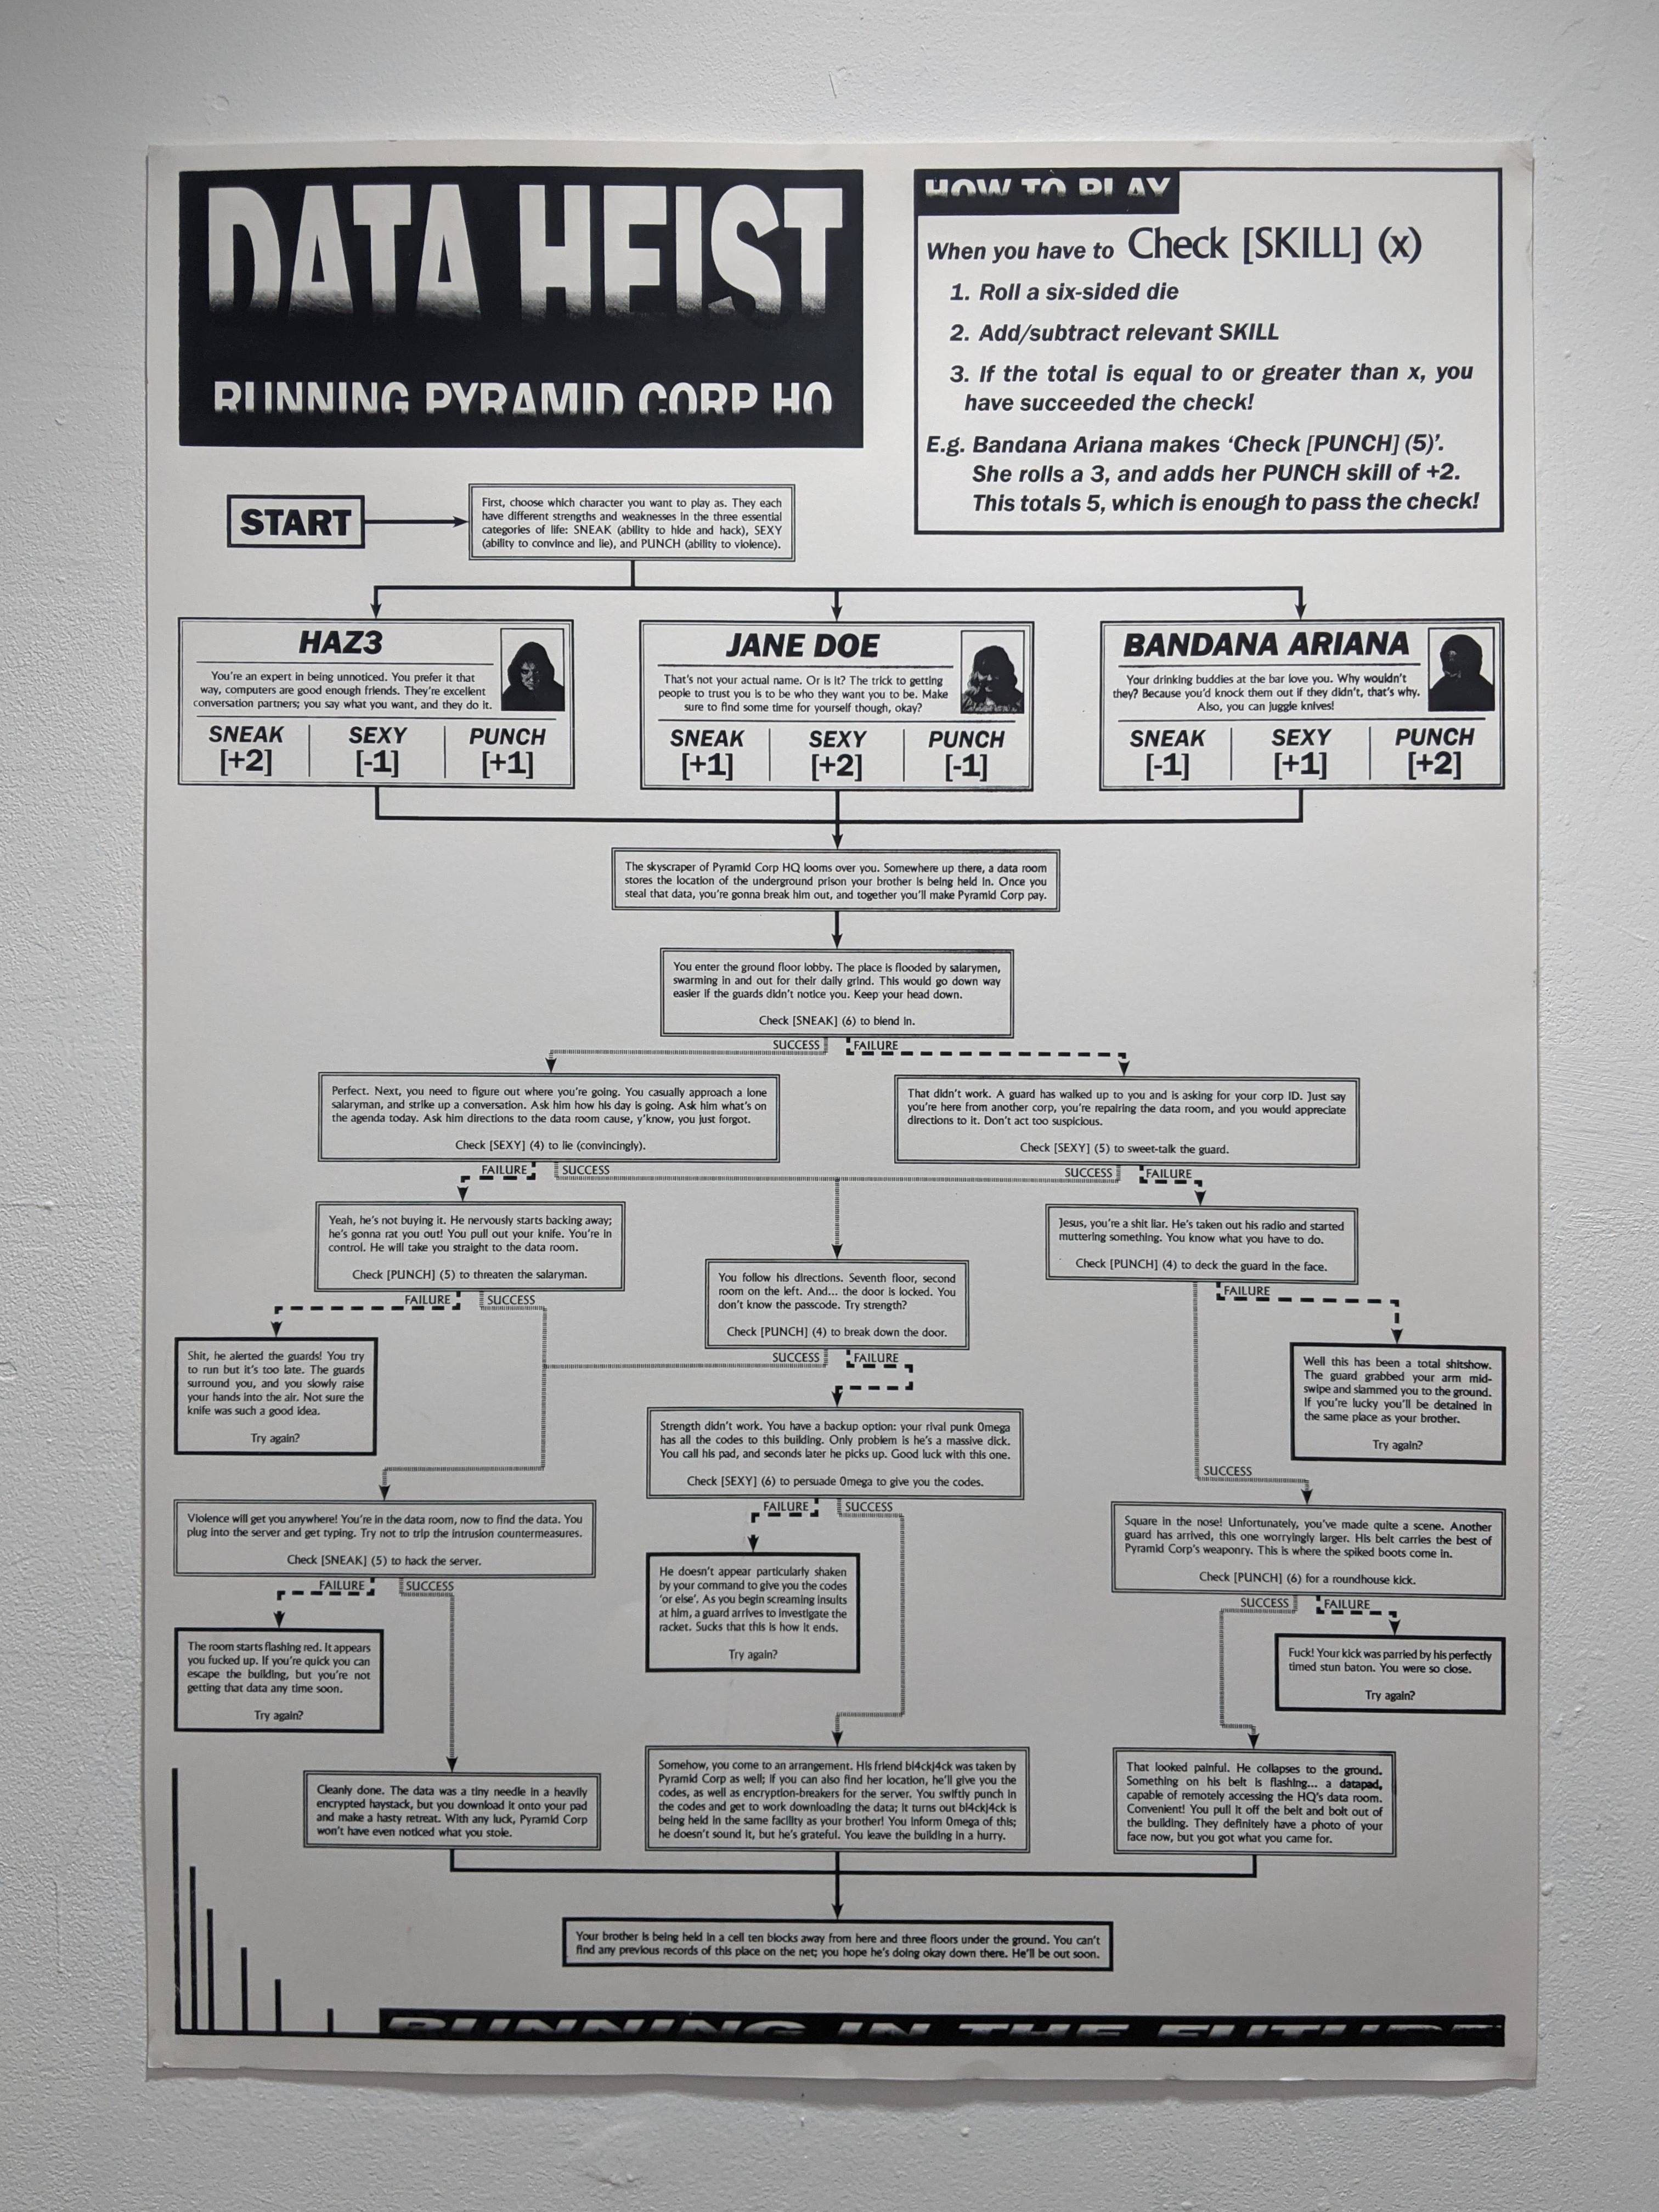 DATA HEIST
RUNNING PYRAMID CORP HQ
HOW TO PLAY
When you have to Check [SKILL] (x)
1. Roll a six-sided die
2. Add/subtract relevant SKILL
3. If the total is equal to or greater than x, you
have succeeded the check!
E.g. Bandana Ariana makes ‘Check [PUNCH] (5)’.
She rolls a 3, and adds her PUNCH skill of +2.
This totals 5, which is enough to pass the check!
START
First, choose which character you want to play as. They each
have different strengths and weaknesses in the three essential
categories of life: SNEAK (ability to hide and hack), SEXY
(ability to convince and lie), and PUNCH (ability to violence).
HAZ3
You're an expert in being unnoticed. You prefer it that
way, computers are good enough friends. They're excellent
conversation partners; you say what you want, and they do it.
SNEAK
[+2]
SEXY
[-1]
PUNCH
[+1]
JANE DOE
That's not your actual name. Or is it? The trick to getting
people to trust you is to be who they want you to be. Make
sure to find some time for yourself though, okay?
SNEAK
[+1]
SEXY
[+2]
PUNCH
[-1]
BANDANA ARIANA
Your drinking buddies at the bar love you. Why wouldn't
they? Because you'd knock them out if they didn't, that's why.
Also, you can juggle knives!
SNEAK
[-1]
SEXY
[+1]
PUNCH
[+2]
The skyscraper of Pyramid Corp HQ looms over you. Somewhere up there, a data room
stores the location of the underground prison your brother is being held in. Once you
steal that data, you're gonna break him out, and together you'll make Pyramid Corp pay.
You enter the ground floor lobby. The place is flooded by salarymen,
swarming in and out for their daily grind. This would go down way
easier if the guards didn't notice you. Keep your head down.
Check [SNEAK] (6) to blend in.
SUCCESS
FAILURE
Perfect. Next, you need to figure out where you're going. You casually approach a lone
salaryman, and strike up a conversation. Ask him how his day is going. Ask him what's on
the agenda today. Ask him directions to the data room cause, y'know, you just forgot.
Check [SEXY] (4) to lie (convincingly).
FAILURE
SUCCESS
That didn't work. A guard has walked up to you and is asking for your corp ID. Just say
you're here from another corp, you're repairing the data room, and you would appreciate
directions to it. Don't act too suspicious.
Check [SEXY] (5) to sweet-talk the guard.
SUCCESS
FAILURE
Yeah, he's not buying it. He nervously starts backing away;
he's gonna rat you out! You pull out your knife. You're in
control. He will take you straight to the data room.
Check [PUNCH] (5) to threaten the salaryman.
FAILURE
SUCCESS
You follow his directions. Seventh floor, second
room on the left. And... the door is locked. You
don't know the passcode. Try strength?
Check [PUNCH] (4) to break down the door.
SUCCESS
FAILURE
Jesus, you're a shit liar. He's taken out his radio and started
muttering something. You know what you have to do.
Check [PUNCH] (4) to deck the guard in the face.
FAILURE
SUCCESS
Shit, he alerted the guards! You try
to run but it's too late. The guards
surround you, and you slowly raise
your hands into the air. Not sure the
knife was such a good idea.
Try again?
Well this has been a total shitshow.
The guard grabbed your arm mid-
swipe and slammed you to the ground.
If you're lucky you'll be detained in
the same place as your brother.
Try again?
Strength didn't work. You have a backup option: your rival punk 0mega
has all the codes to this building. Only problem is he's a massive dick.
You call his pad, and seconds later he picks up. Good luck with this one.
Check [SEXY] (6) to persuade 0mega to give you the codes.
FAILURE
SUCCESS
Violence will get you anywhere! You're in the data room, now to find the data. You
plug into the server and get typing. Try not to trip the intrusion countermeasures.
Check [SNEAK] (5) to hack the server.
FAILURE
SUCCESS
Square in the nose! Unfortunately, you've made quite a scene. Another
guard has arrived, this one worryingly larger. His belt carries the best of
Pyramid Corp's weaponry. This is where the spiked boots come in.
Check [PUNCH] (6) for a roundhouse kick.
SUCCESS
FAILURE
He doesn't appear particularly shaken
by your command to give you the codes
'or else'. As you begin screaming insults
at him, a guard arrives to investigate the
racket. Sucks that this is how it ends.
Try again?
The room starts flashing red. It appears
you fucked up. If you're quick you can
escape the building, but you're not
getting that data any time soon.
Try again?
Fuck! Your kick was parried by his perfectly
timed stun baton. You were so close.
Try again?
Cleanly done. The data was a tiny needle in a heavily
encrypted haystack, but you download it onto your pad
and make a hasty retreat. With any luck, Pyramid Corp
won't have even noticed what you stole.
Somehow, you come to an arrangement. His friend bl4ckj4ck was taken by
Pyramid Corp as well; if you can also find her location, he'll give you the
codes, as well as encryption-breakers for the server. You swiftly punch in
the codes and get to work downloading the data; it turns out bl4ckj4ck is
being held in the same facility as your brother! You inform 0mega of this;
he doesn't sound it, but he's grateful. You leave the building in a hurry.
That looked painful. He collapses to the ground.
Something on his belt is flashing... a datapad,
capable of remotely accessing the HQ's data room.
Convenient! You pull it off the belt and bolt out of
the building. They definitely have a photo of your
face now, but you got what you came for.
Your brother is being held in a cell ten blocks away from here and three floors under the ground. You can't
find any previous records of this place on the net; you hope he's doing okay down there. He'll be out soon.
RUNNING IN THE FUTURE